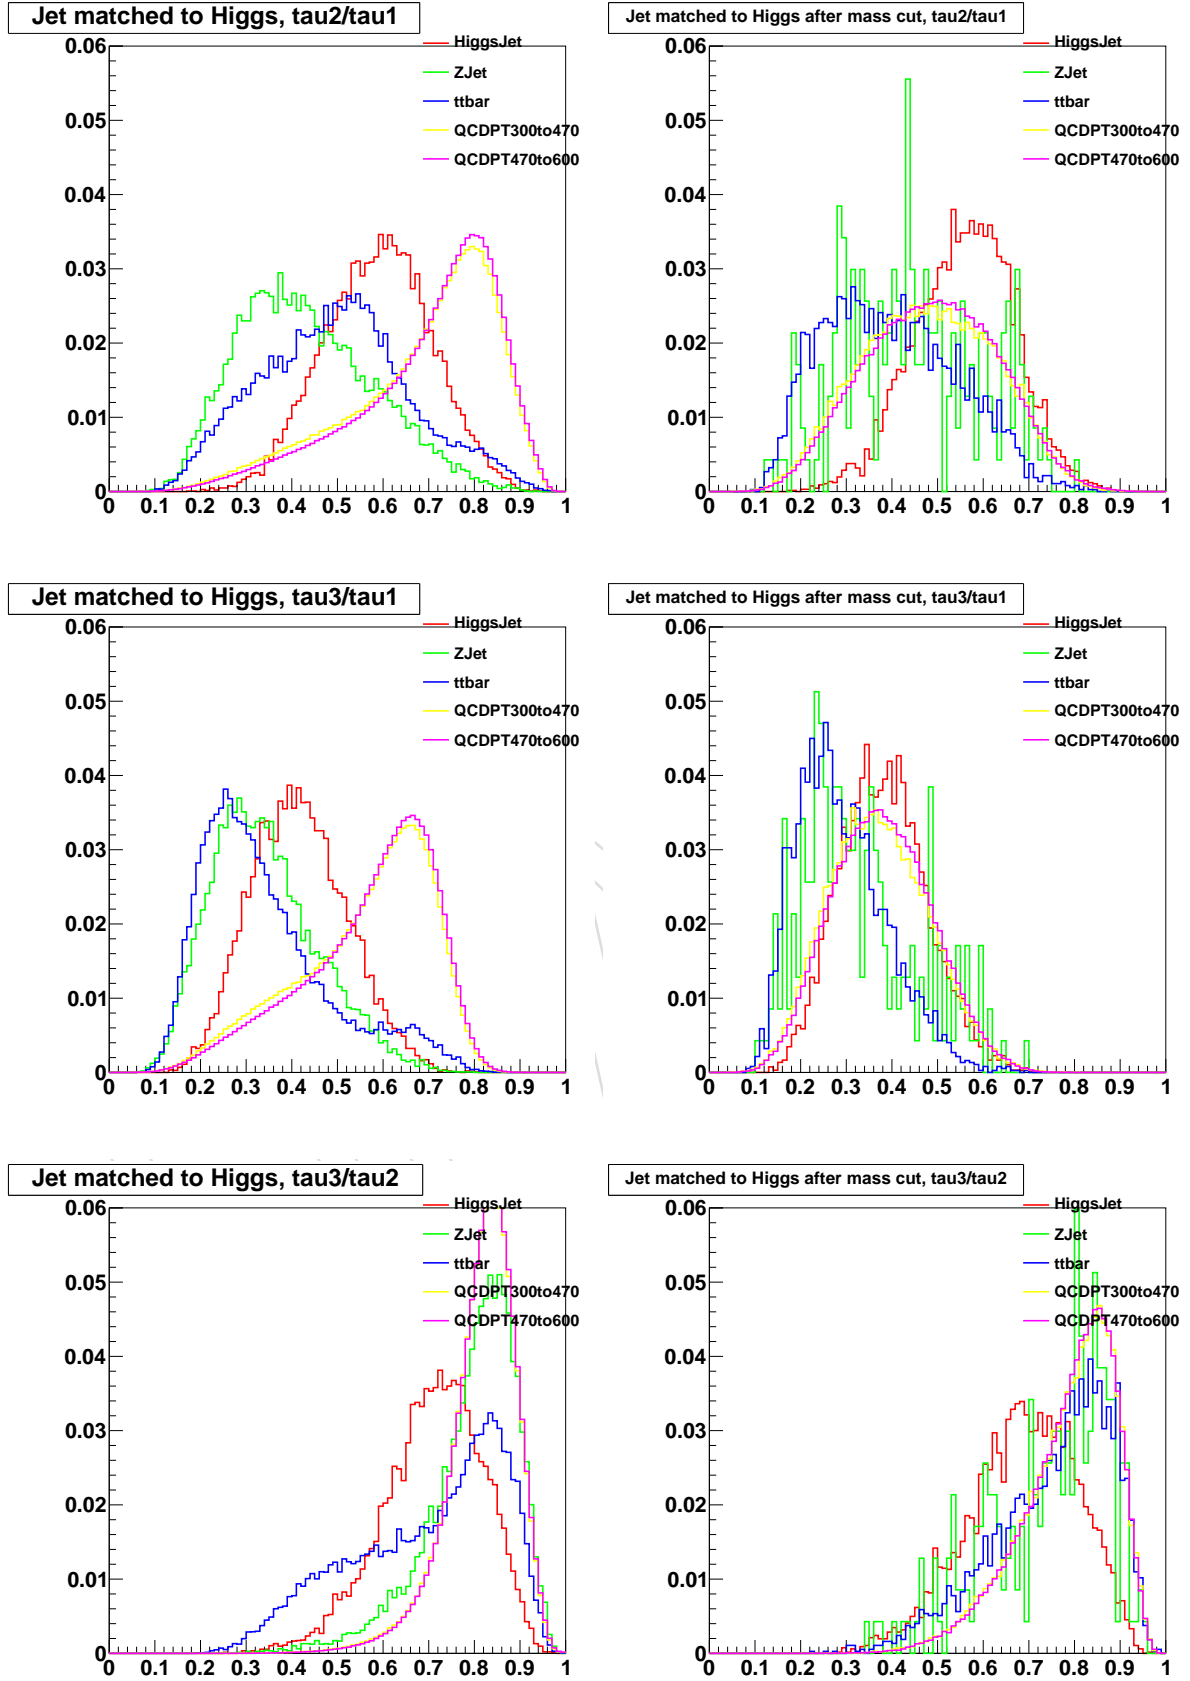 Jet matched to Higgs, tau2/tau1
HiggsJet
ZJet
ttbar
QCDPT300to470
QCDPT470to600
0.06
0.05
0.04
0.03
0.02
0.01
0
0 0.1 0.2 0.3 0.4 0.5 0.6 0.7 0.8 0.9 1
Jet matched to Higgs after mass cut, tau2/tau1
HiggsJet
ZJet
ttbar
QCDPT300to470
QCDPT470to600
0.06
0.05
0.04
0.03
0.02
0.01
0
0 0.1 0.2 0.3 0.4 0.5 0.6 0.7 0.8 0.9 1
Jet matched to Higgs, tau3/tau1
HiggsJet
ZJet
ttbar
QCDPT300to470
QCDPT470to600
0.06
0.05
0.04
0.03
0.02
0.01
0
0 0.1 0.2 0.3 0.4 0.5 0.6 0.7 0.8 0.9 1
Jet matched to Higgs after mass cut, tau3/tau1
HiggsJet
ZJet
ttbar
QCDPT300to470
QCDPT470to600
0.06
0.05
0.04
0.03
0.02
0.01
0
0 0.1 0.2 0.3 0.4 0.5 0.6 0.7 0.8 0.9 1
Jet matched to Higgs, tau3/tau2
HiggsJet
ZJet
ttbar
QCDPT300to470
QCDPT470to600
0.06
0.05
0.04
0.03
0.02
0.01
0
0 0.1 0.2 0.3 0.4 0.5 0.6 0.7 0.8 0.9 1
Jet matched to Higgs after mass cut, tau3/tau2
HiggsJet
ZJet
ttbar
QCDPT300to470
QCDPT470to600
0.06
0.05
0.04
0.03
0.02
0.01
0
0 0.1 0.2 0.3 0.4 0.5 0.6 0.7 0.8 0.9 1